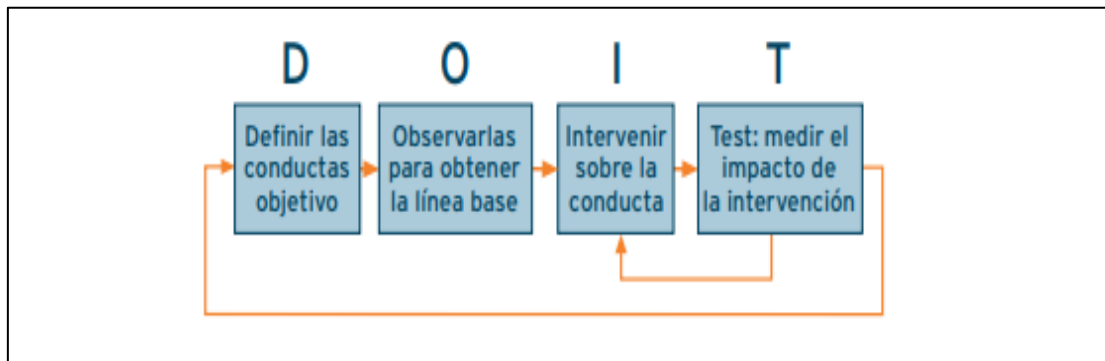 D O I T
Definir las
conductas
objetivo
Observarlas
para obtener
la línea base
Intervenir
sobre la
conducta
Test: medir el
impacto de
la intervención